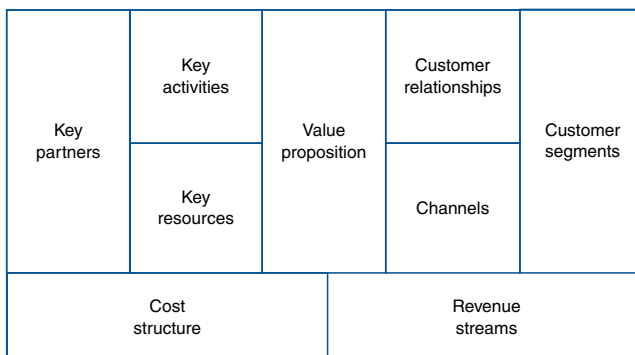 Key
partners
Key
activities
Key
resources
Value
proposition
Customer
relationships
Channels
Customer
segments
Cost
structure
Revenue
streams